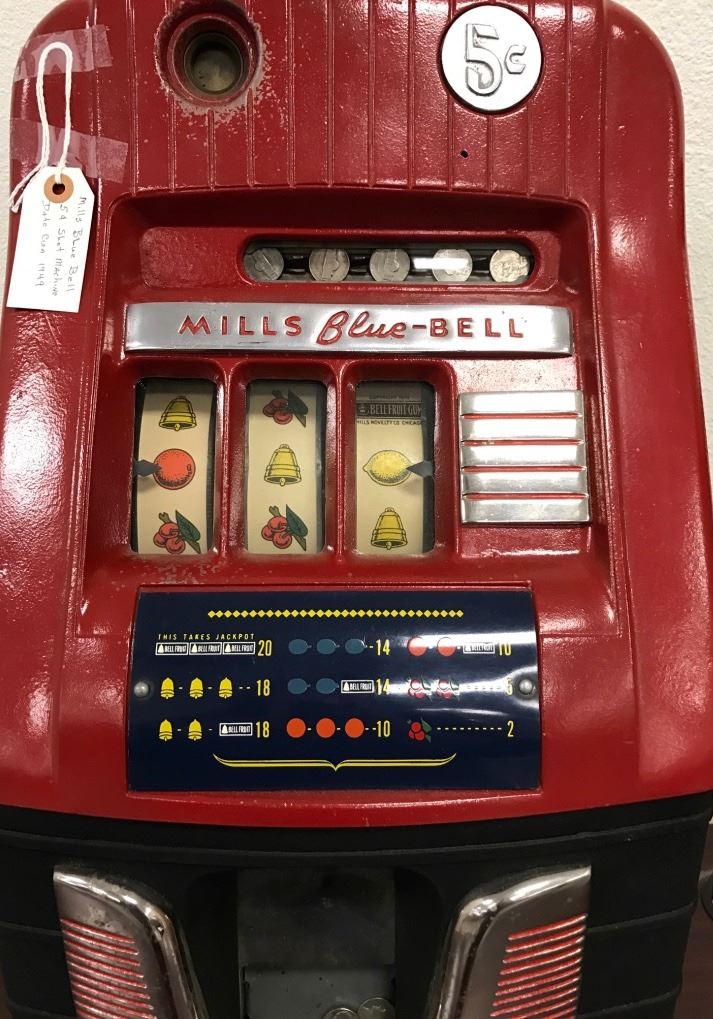 5¢
Mills Blue Bell
5¢ Slot Machine
Date Cira 1949
MILLS Blue-BELL
BELL-FRUIT GUM
MILLS NOVELTY CO CHICAGO
THIS TAKES JACKPOT
BELL FRUIT BELL FRUIT BELL FRUIT 20
14
BELL FRUIT 10
18
BELL FRUIT 14
BELL FRUIT 18
10
2